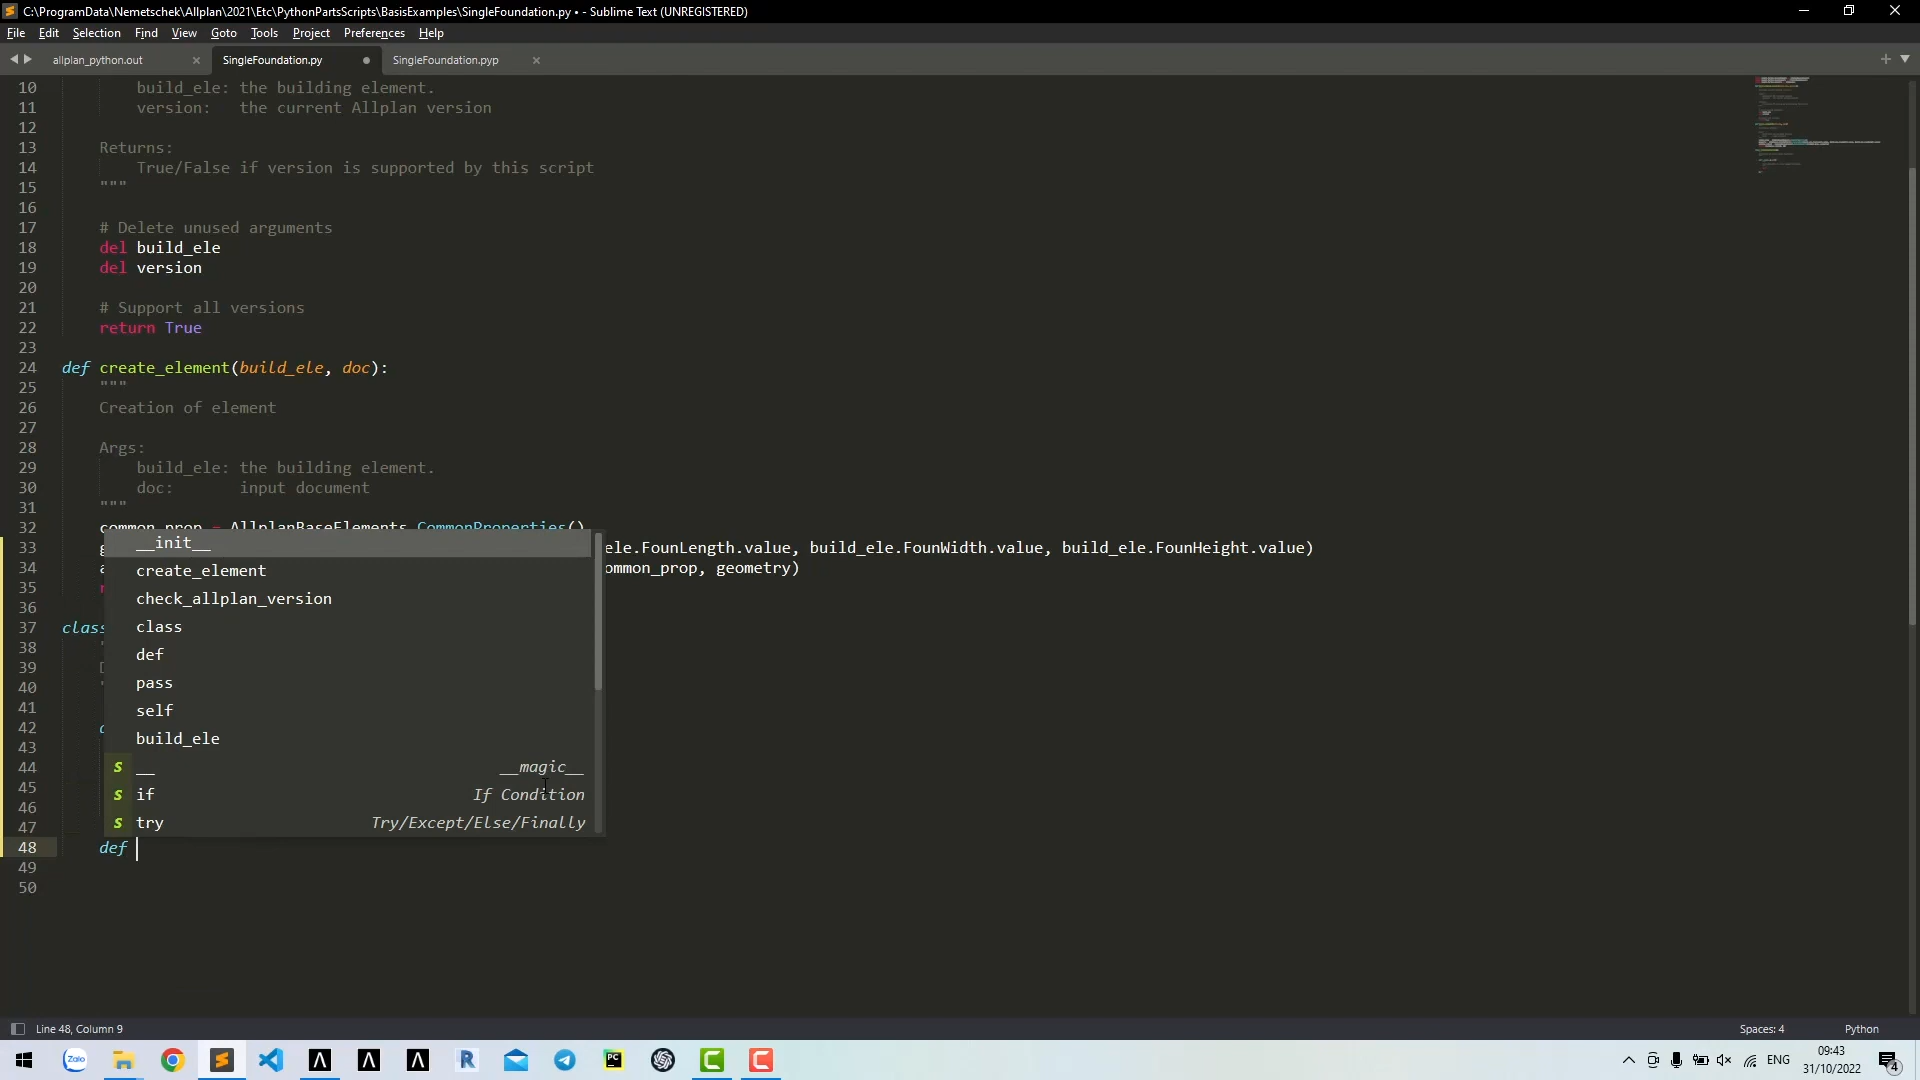 C:\ProgramData\Nemetschek\Allplan\2021\Etc\PythonPartsScripts\BasisExamples\SingleFoundation.py • - Sublime Text (UNREGISTERED)
File Edit Selection Find View Goto Tools Project Preferences Help
allplan_python.out SingleFoundation.py SingleFoundation.pyp
10 build_ele: the building element.
11 version: the current Allplan version
12
13 Returns:
14 True/False if version is supported by this script
15 """
16
17 # Delete unused arguments
18 del build_ele
19 del version
20
21 # Support all versions
22 return True
23
24 def create_element(build_ele, doc):
25 """
26 Creation of element
27
28 Args:
29 build_ele: the building element.
30 doc: input document
31 """
32 common_prop = AllplanBaseElements.CommonProperties()
__init__
33 ele.FounLength.value, build_ele.FounWidth.value, build_ele.FounHeight.value)
34 ommon_prop, geometry)
create_element
35
check_allplan_version
36
37 class
class
38
def
39
40
pass
41
self
42
build_ele
43
44
__ __magic__
45
if If Condition
46
try Try/Except/Else/Finally
47
48 def
49
50
Line 48, Column 9 Spaces: 4 Python
Zalo PC ENG 09:43
31/10/2022 4